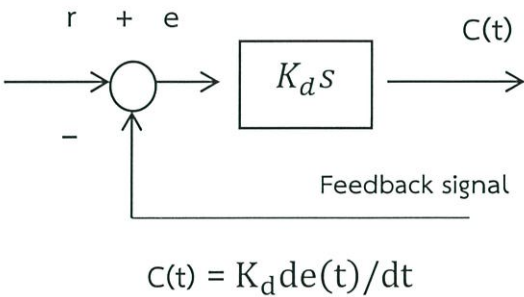 r + e
C(t)
K_d s
−
Feedback signal
C(t) = K_d de(t)/dt